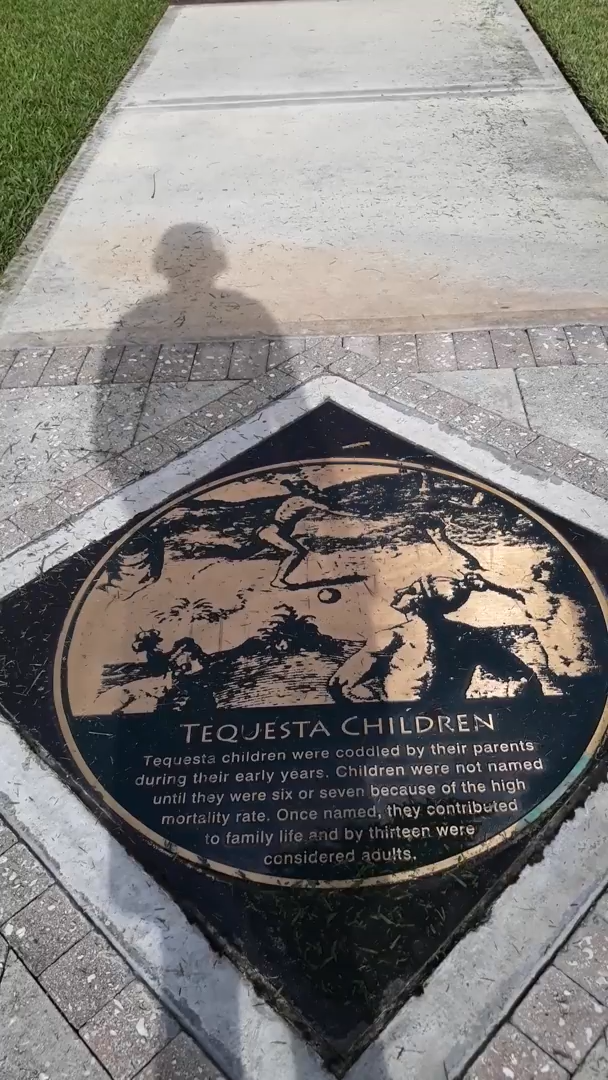 TEQUESTA CHILDREN
Tequesta children were coddled by their parents
during their early years. Children were not named
until they were six or seven because of the high
mortality rate. Once named, they contributed
to family life and by thirteen were
considered adults.